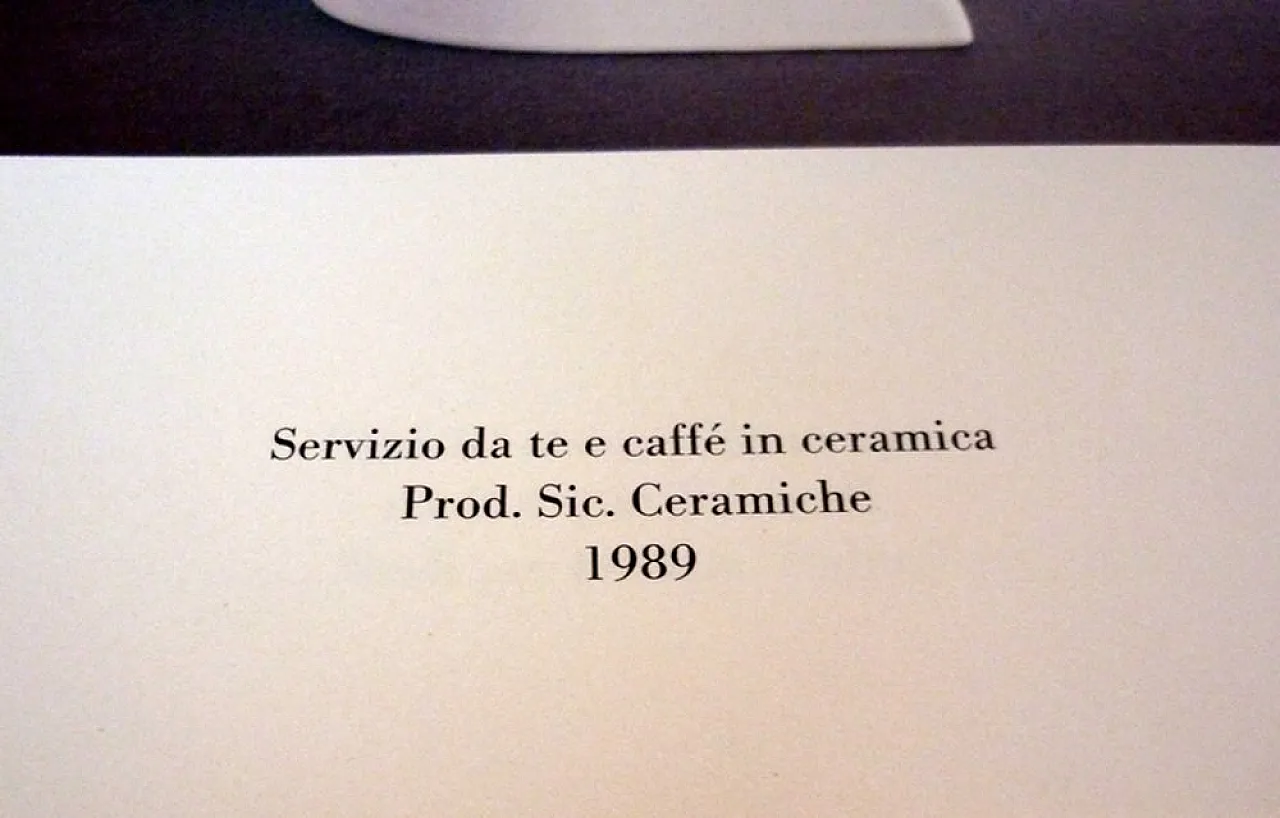 Servizio da te e caffé in ceramica
Prod. Sic. Ceramiche
1989